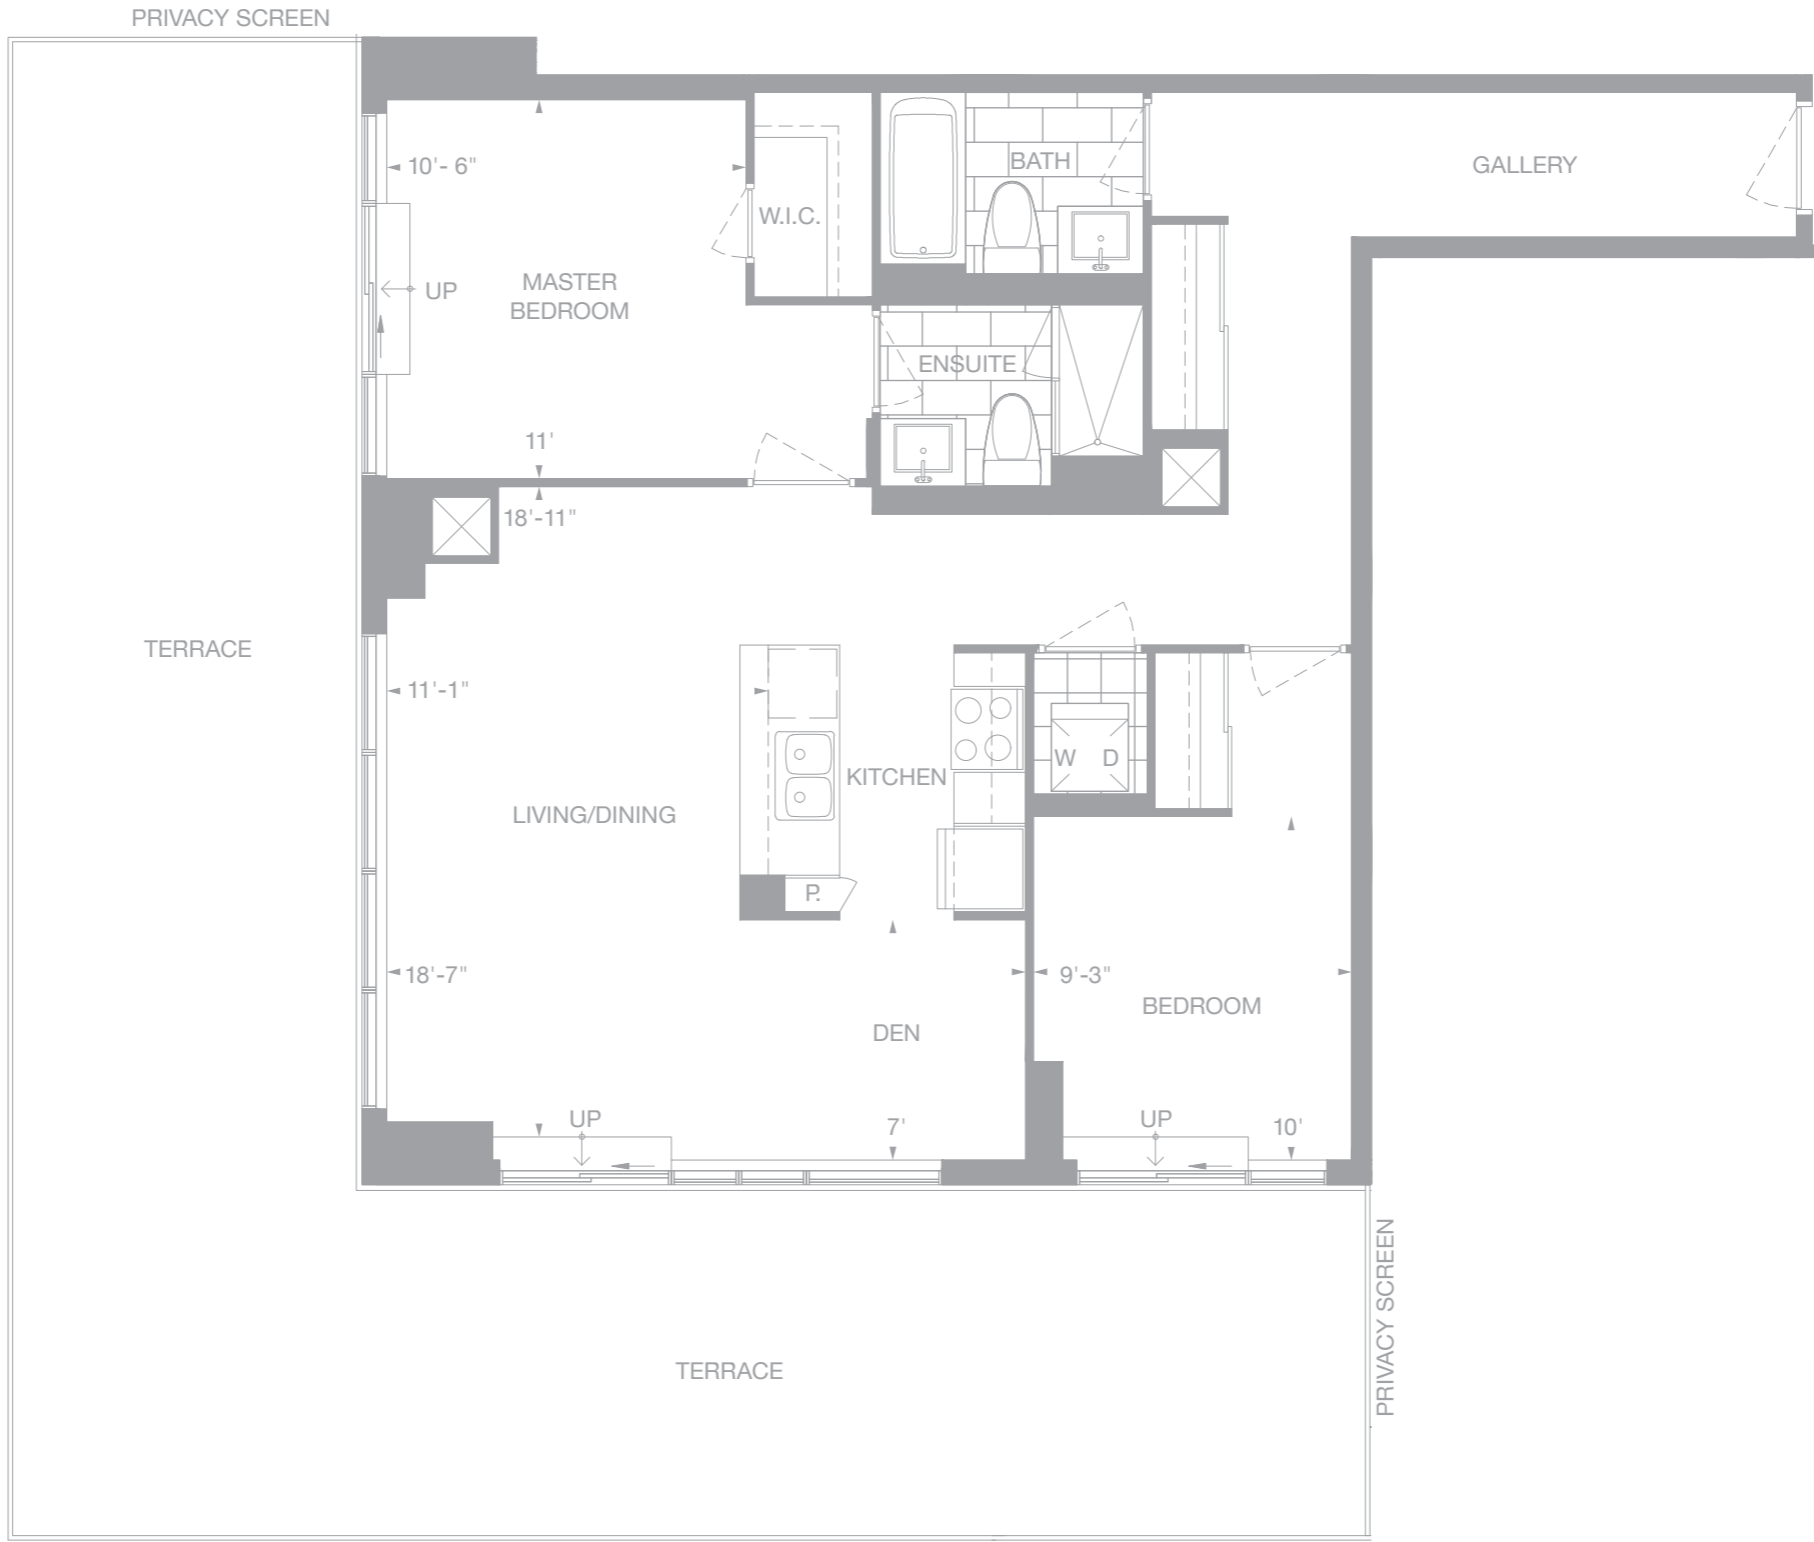 PRIVACY SCREEN
10'- 6"
BATH
GALLERY
W.I.C.
MASTER
BEDROOM
UP
ENSUITE
11'
18'-11"
TERRACE
11'-1"
W D
KITCHEN
LIVING/DINING
P.
18'-7"
9'-3"
BEDROOM
DEN
UP
7'
UP
10'
PRIVACY SCREEN
TERRACE